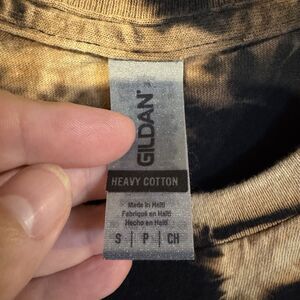 GILDAN
HEAVY COTTON
Made in Haiti
Fabriqué en Haïti
Hecho en Haití
S | P | CH